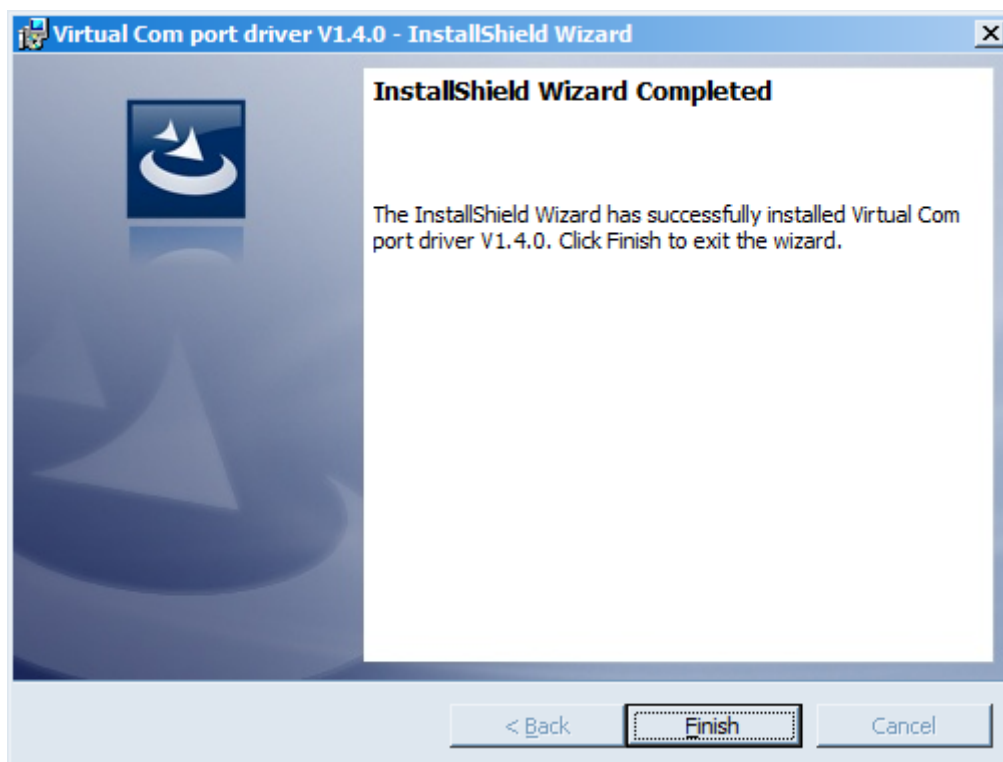 Virtual Com port driver V1.4.0 - InstallShield Wizard
InstallShield Wizard Completed
The InstallShield Wizard has successfully installed Virtual Com
port driver V1.4.0. Click Finish to exit the wizard.
< Back
Finish
Cancel